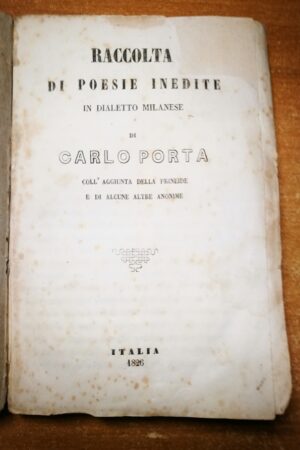 RACCOLTA
DI POESIE INEDITE
IN DIALETTO MILANESE
DI
CARLO PORTA
COLL' AGGIUNTA DELLA PRINEIDE
E DI ALCUNE ALTRE ANONIME
ITALIA
1826